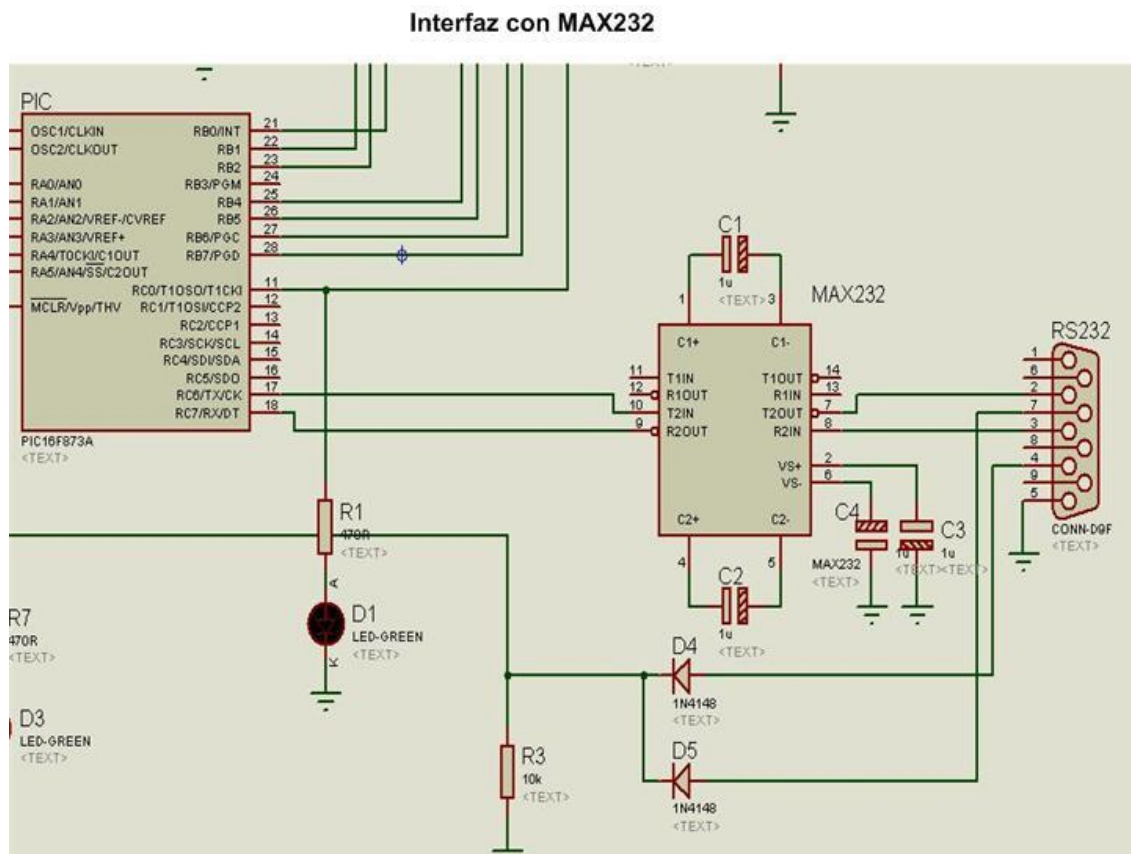 Interfaz con MAX232
PIC
OSC1/CLKIN
OSC2/CLKOUT
RA0/AN0
RA1/AN1
RA2/AN2/VREF-/CVREF
RA3/AN3/VREF+
RA4/T0CKI/C1OUT
RA5/AN4/SS/C2OUT
MCLR/Vpp/THV
RB0/INT 21
RB1 22
RB2 23
RB3/PGM 24
RB4 25
RB5 26
RB6/PGC 27
RB7/PGD 28
RC0/T1OSO/T1CKI 11
RC1/T1OSI/CCP2 12
RC2/CCP1 13
RC3/SCK/SCL 14
RC4/SDI/SDA 15
RC5/SDO 16
RC6/TX/CK 17
RC7/RX/DT 18
PIC16F873A
<TEXT>
C1
1u
<TEXT>
MAX232
1 3
C1+ C1-
11 T1IN T1OUT 14
12 R1OUT R1IN 13
10 T2IN T2OUT 7
9 R2OUT R2IN 8
VS+ 2
VS- 6
C2+ C2-
4 5
MAX232
<TEXT>
C2
1u
<TEXT>
C4
1u
<TEXT>
C3
1u
<TEXT>
RS232
1
6
2
7
3
8
4
9
5
CONN-D9F
<TEXT>
R1
470R
<TEXT>
A
D1
LED-GREEN
<TEXT>
K
R7
470R
<TEXT>
D3
LED-GREEN
<TEXT>
R3
10k
<TEXT>
D4
1N4148
<TEXT>
D5
1N4148
<TEXT>